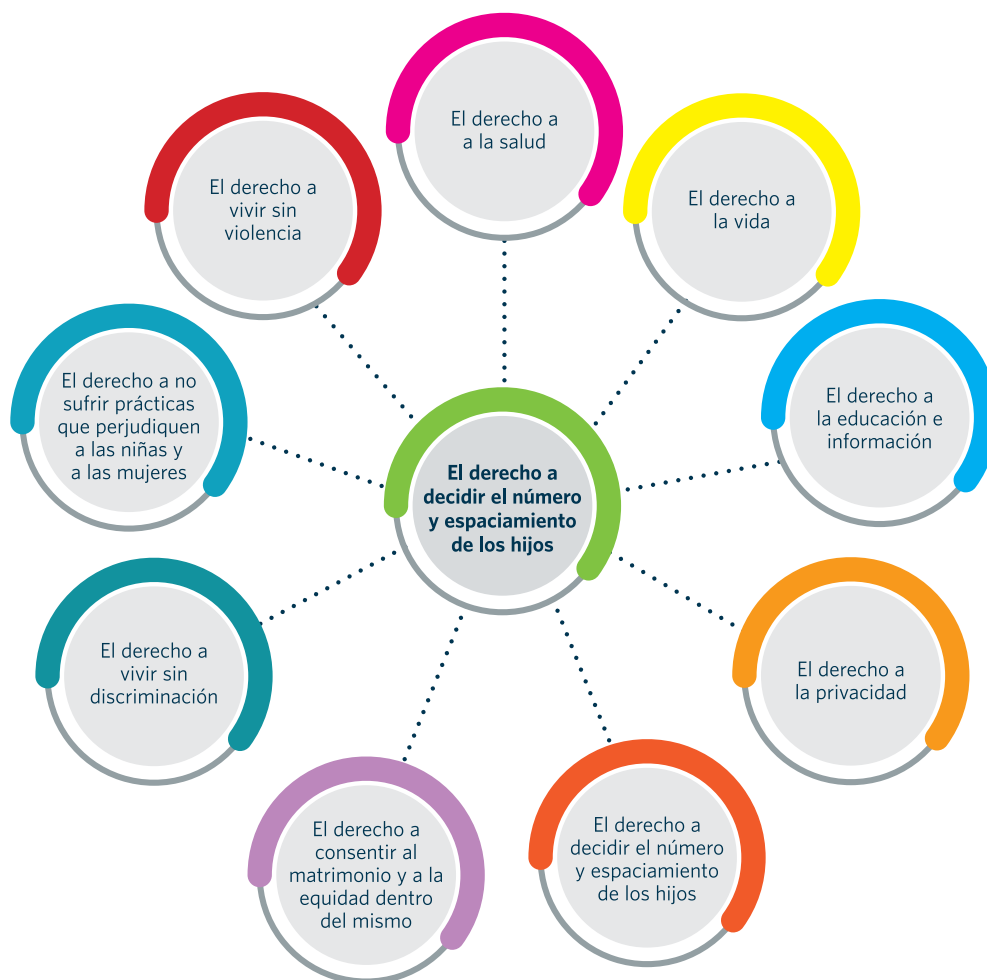 El derecho a
a la salud
El derecho a
vivir sin
violencia
El derecho a
la vida
El derecho a no
sufrir prácticas
que perjudiquen
a las niñas y
a las mujeres
El derecho a
la educación e
información
El derecho a
decidir el número
y espaciamiento
de los hijos
El derecho a
vivir sin
discriminación
El derecho a
la privacidad
El derecho a
consentir al
matrimonio y a la
equidad dentro
del mismo
El derecho a
decidir el número
y espaciamiento
de los hijos